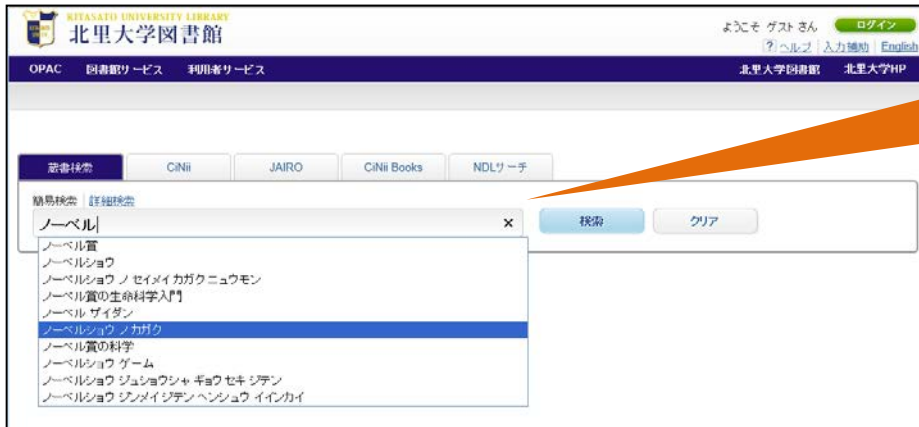 KITASATO UNIVERSITY LIBRARY
北里大学図書館
ようこそ ゲスト さん ログイン
? ヘルプ 入力補助 English
OPAC 図書館サービス 利用者サービス 北里大学図書館 北里大学HP
蔵書検索 CiNii JAIRO CiNii Books NDLサーチ
簡易検索 詳細検索
ノーベル × 検索 クリア
ノーベル賞
ノーベルショウ
ノーベルショウ ノ セイメイ カガク ニュウモン
ノーベル賞の生命科学入門
ノーベル ザイダン
ノーベルショウ ノ カガク
ノーベル賞の科学
ノーベルショウ ゲーム
ノーベルショウ ジュショウシャ ギョウセキ ジテン
ノーベルショウ ジンメイ ジテン ヘンシュウ イインカイ